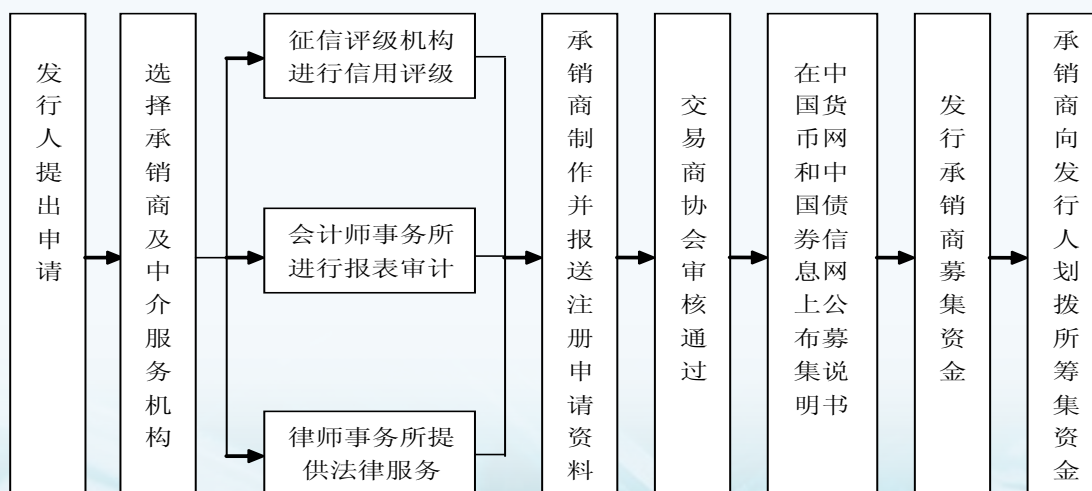 发行人提出申请
选择承销商及中介服务机构
征信评级机构
进行信用评级
会计师事务所
进行报表审计
律师事务所提
供法律服务
承销商制作并报送注册申请资料
交易商协会审核通过
在中国货币网和中国债券信息网上公布募集说明书
发行承销商募集资金
承销商向发行人划拨所筹集资金